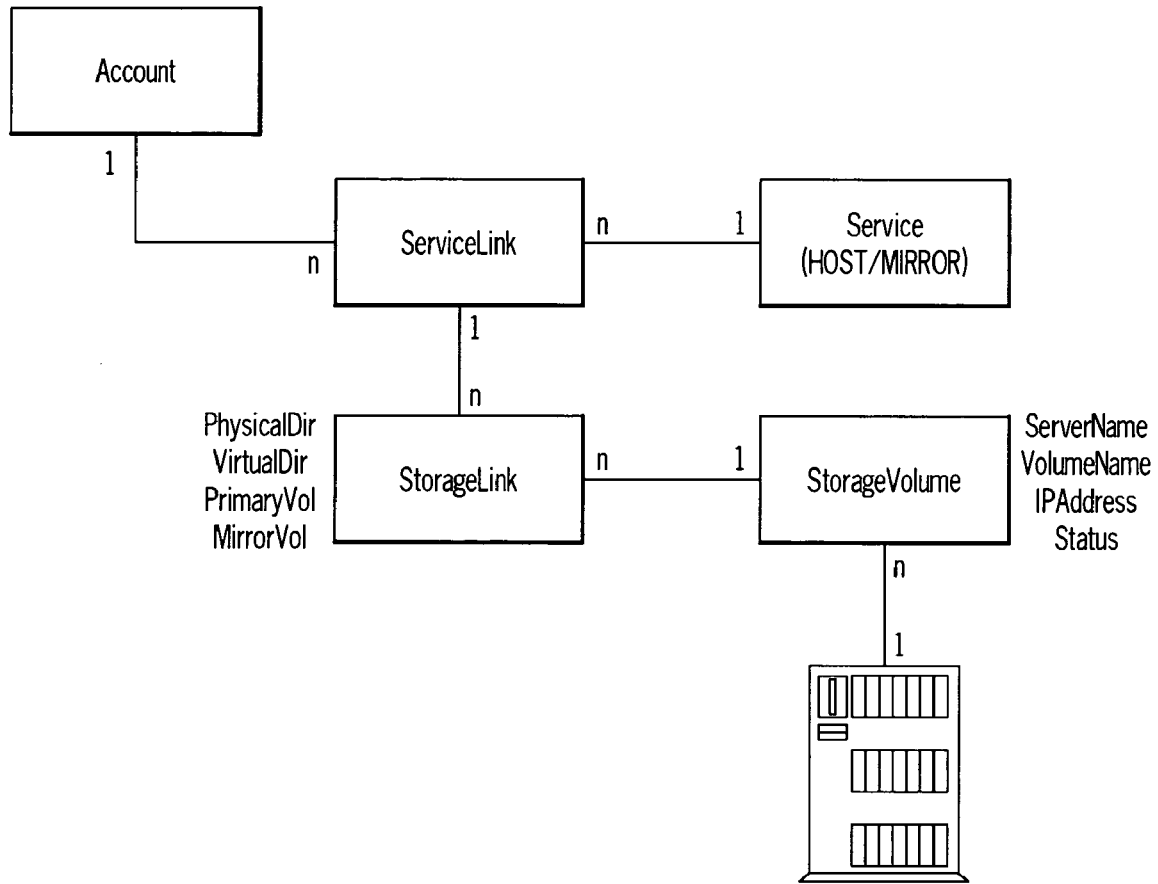 Account
1
n
ServiceLink
n
1
Service
(HOST/MIRROR)
1
n
PhysicalDir
VirtualDir
PrimaryVol
MirrorVol
StorageLink
n
1
StorageVolume
ServerName
VolumeName
IPAddress
Status
n
1